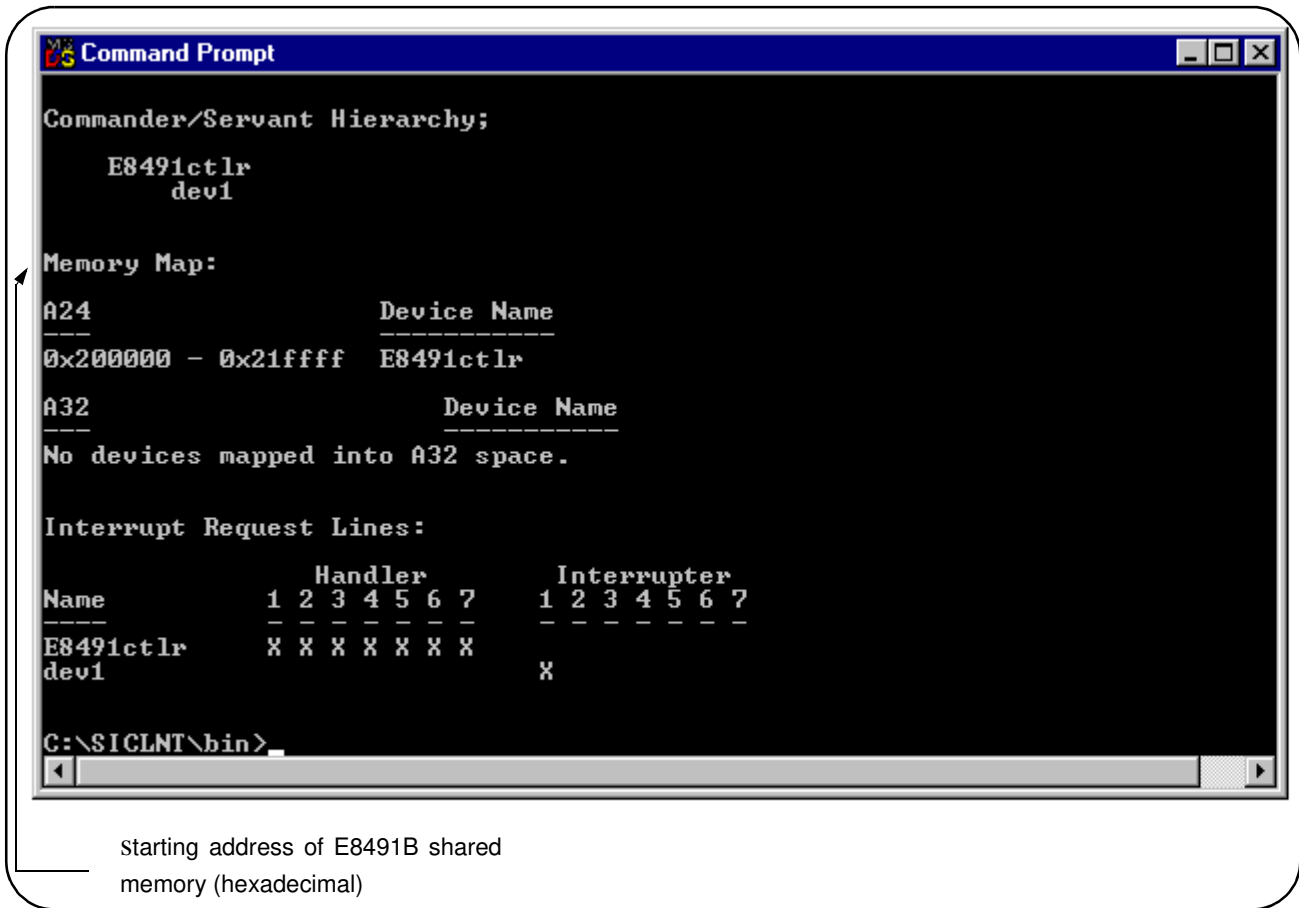 Command Prompt
Commander/Servant Hierarchy;
E8491ctlr
dev1
Memory Map:
A24 Device Name
--- -----------
0x200000 - 0x21ffff E8491ctlr
A32 Device Name
--- -----------
No devices mapped into A32 space.
Interrupt Request Lines:
Handler Interrupter
Name 1 2 3 4 5 6 7 1 2 3 4 5 6 7
---- - - - - - - - - - - - - - -
E8491ctlr X X X X X X X
dev1 X
C:\SICLNT\bin>_
starting address of E8491B shared
memory (hexadecimal)